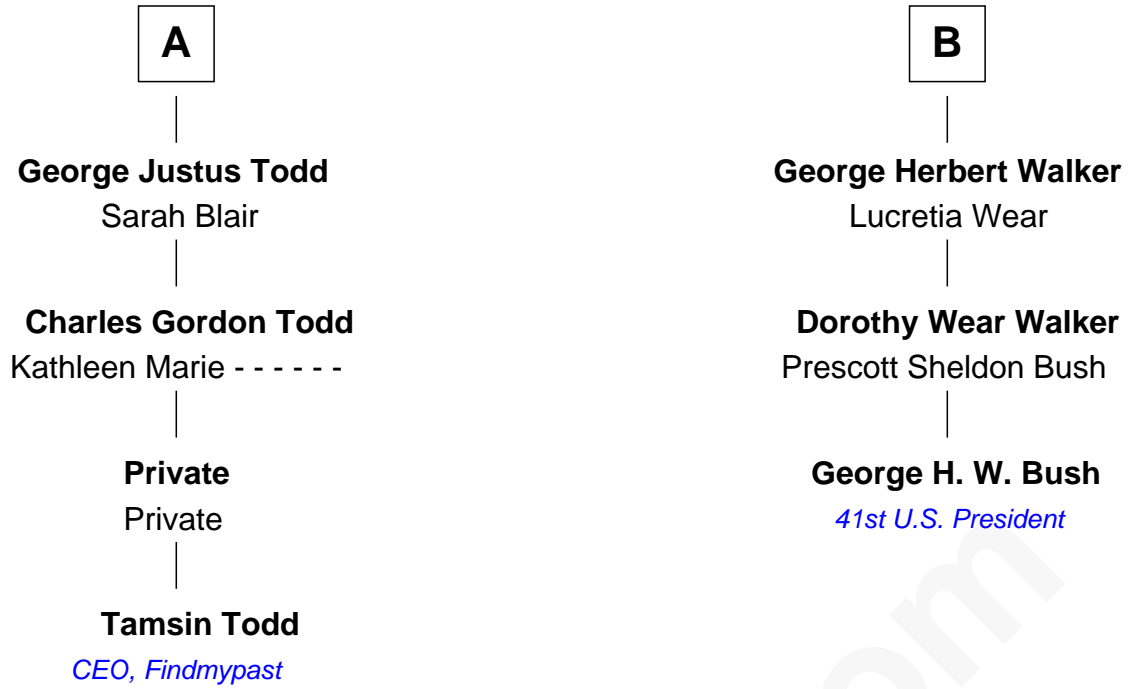 A
George Justus Todd
Sarah Blair
Charles Gordon Todd
Kathleen Marie - - - - - -
Private
Private
Tamsin Todd
CEO, Findmypast
B
George Herbert Walker
Lucretia Wear
Dorothy Wear Walker
Prescott Sheldon Bush
George H. W. Bush
41st U.S. President
om